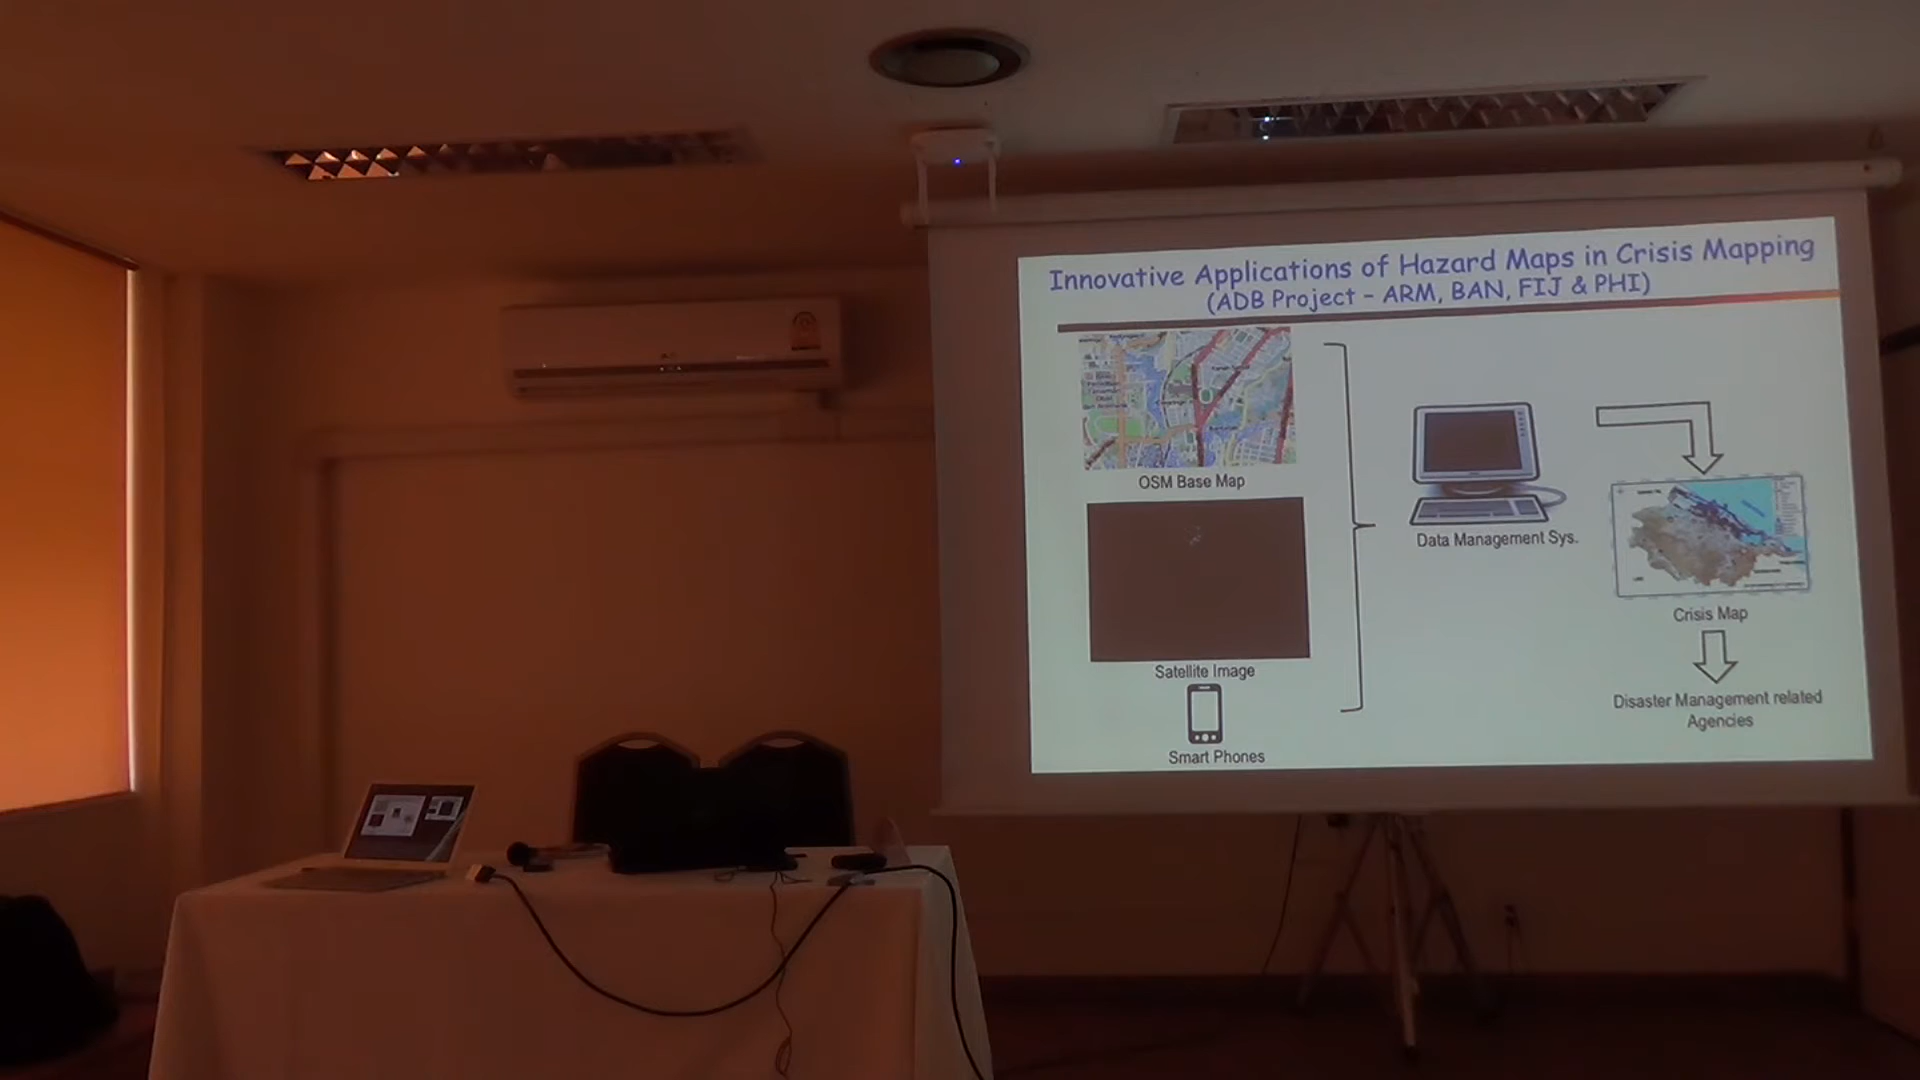 Innovative Applications of Hazard Maps in Crisis Mapping
(ADB Project – ARM, BAN, FIJ & PHI)
OSM Base Map
Satellite Image
Smart Phones
Data Management Sys.
Crisis Map
Disaster Management related
Agencies